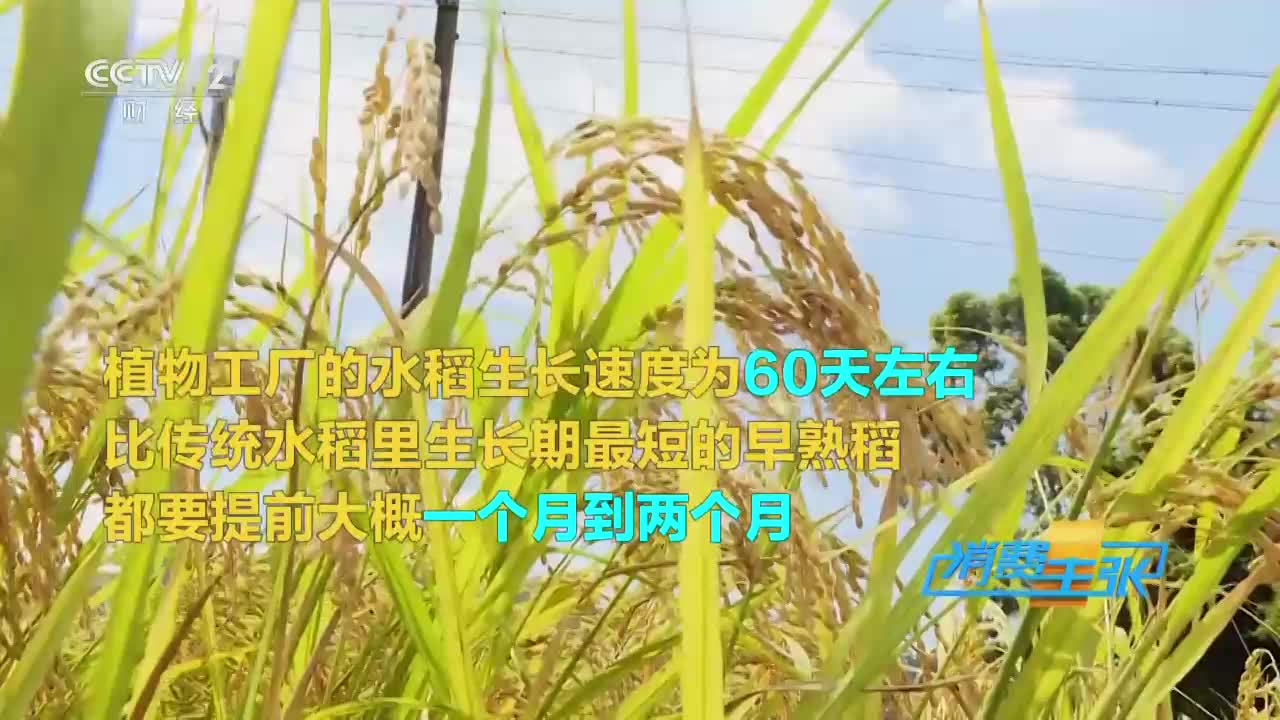 CCTV 2
财经
植物工厂的水稻生长速度为60天左右
比传统水稻里生长期最短的早熟稻
都要提前大概一个月到两个月
消费主张